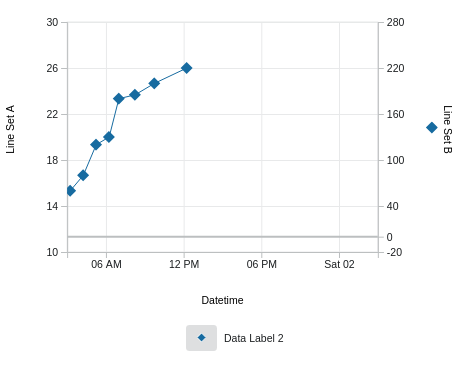 30
26
22
18
14
10
Line Set A
280
220
160
100
40
0
-20
Line Set B
06 AM
12 PM
06 PM
Sat 02
Datetime
Data Label 2